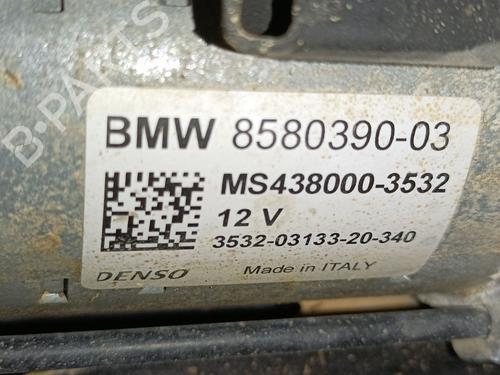 B-PARTS
BMW 8580390-03
MS438000-3532
12 V
3532-03133-20-340
DENSO Made in ITALY